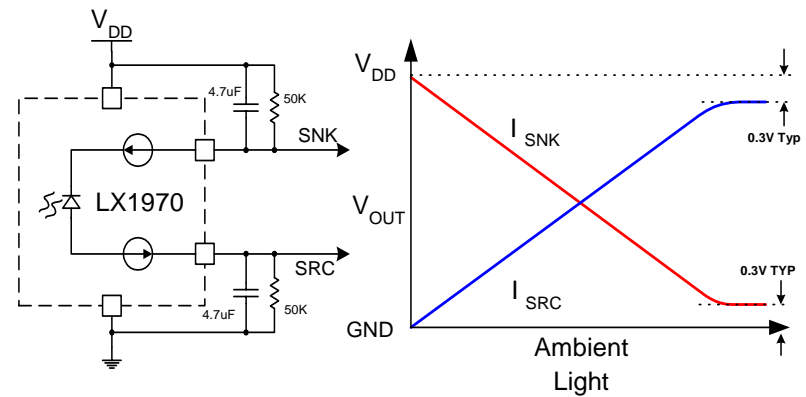 VDD
4.7uF
50K
SNK
LX1970
SRC
4.7uF
50K
VDD
ISNK
0.3V Typ
VOUT
0.3V TYP
ISRC
GND
Ambient
Light